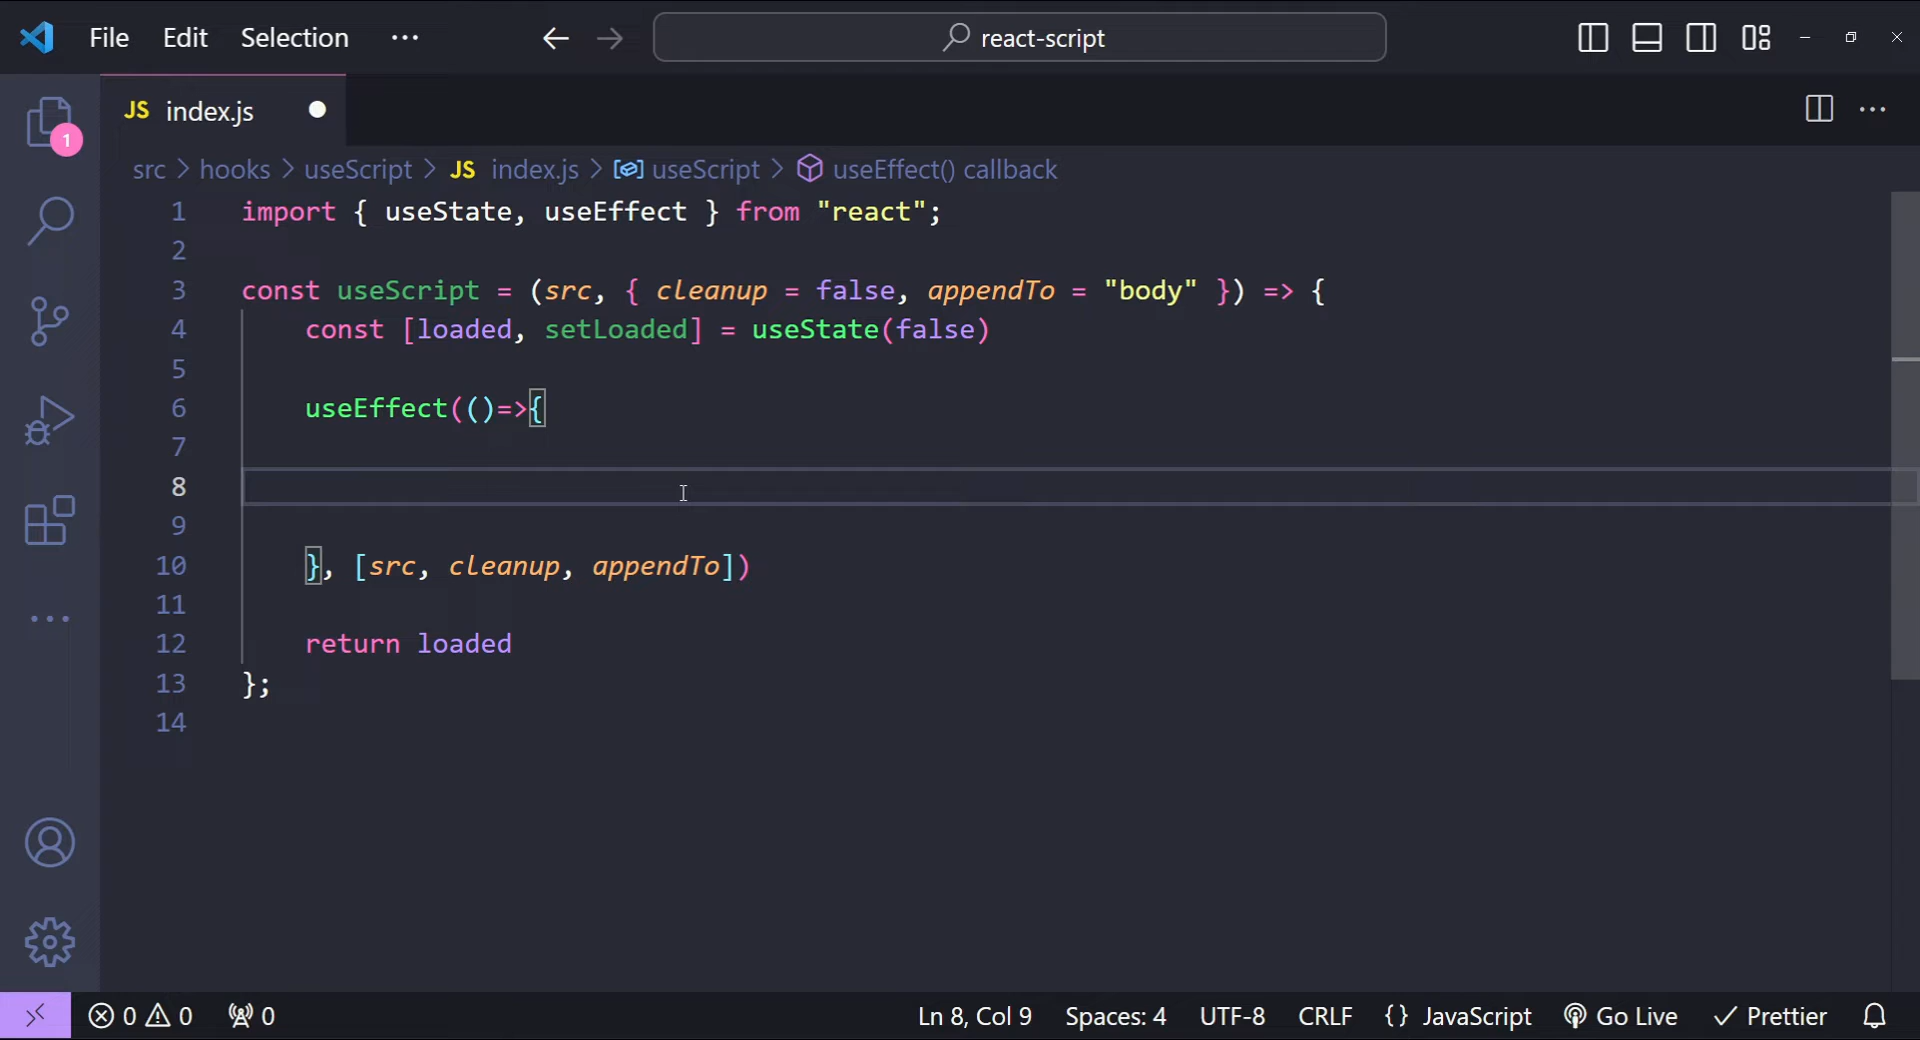 File Edit Selection ··· react-script
JS index.js
1
src > hooks > useScript > JS index.js > useScript > useEffect() callback
1 import { useState, useEffect } from "react";
2
3 const useScript = (src, { cleanup = false, appendTo = "body" }) => {
4 const [loaded, setLoaded] = useState(false)
5
6 useEffect(()=>{
7
8
9
10 }, [src, cleanup, appendTo])
11
12 return loaded
13 };
14
0 0 0 Ln 8, Col 9 Spaces: 4 UTF-8 CRLF {} JavaScript Go Live Prettier